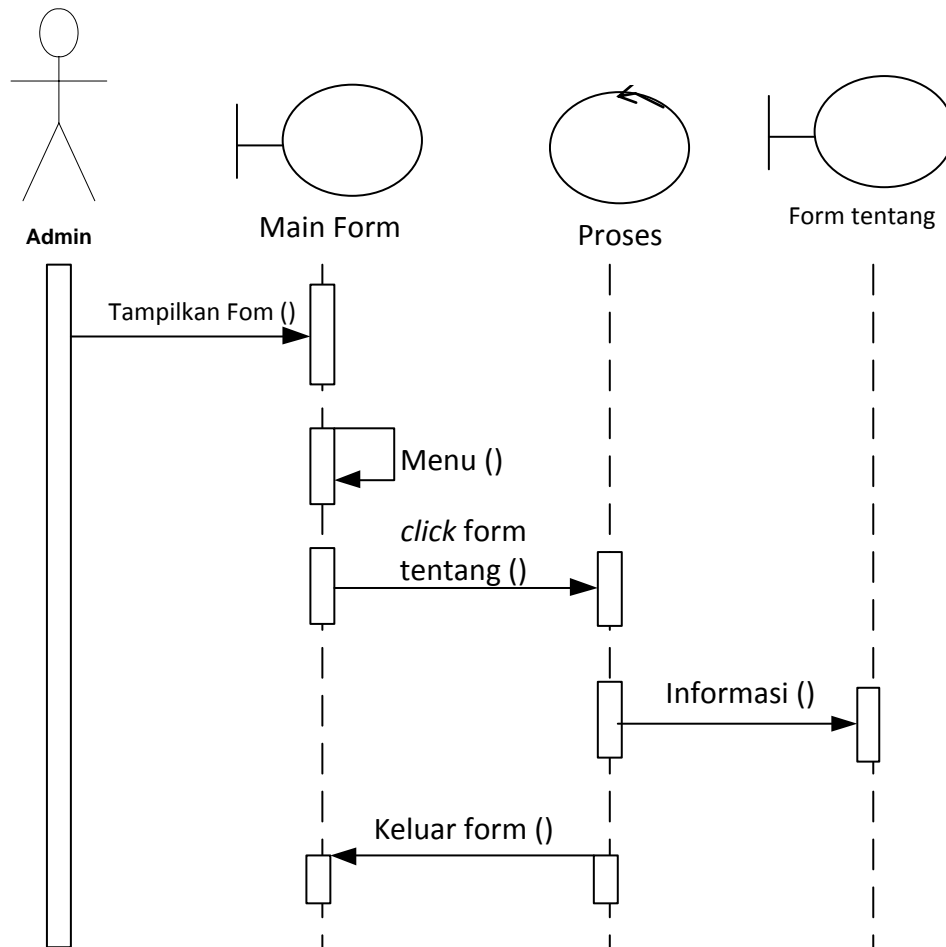 Admin
Main Form
Proses
Form tentang
Tampilkan Fom ()
Menu ()
click form
tentang ()
Informasi ()
Keluar form ()